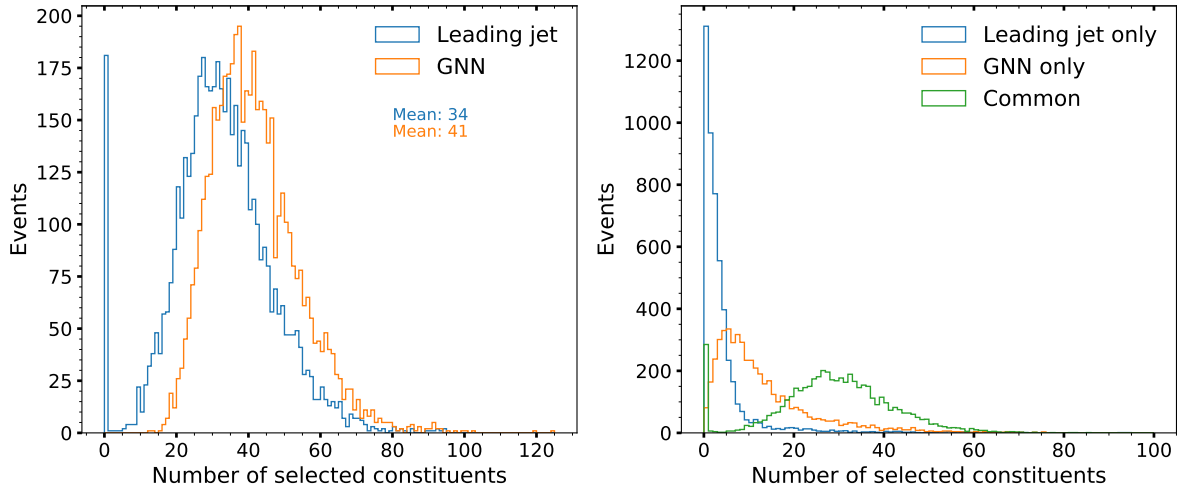 200
175
150
125
100
75
50
25
0
Events
0 20 40 60 80 100 120
Number of selected constituents
Leading jet
GNN
Mean: 34
Mean: 41
1200
1000
800
600
400
200
0
Events
0 20 40 60 80 100
Number of selected constituents
Leading jet only
GNN only
Common